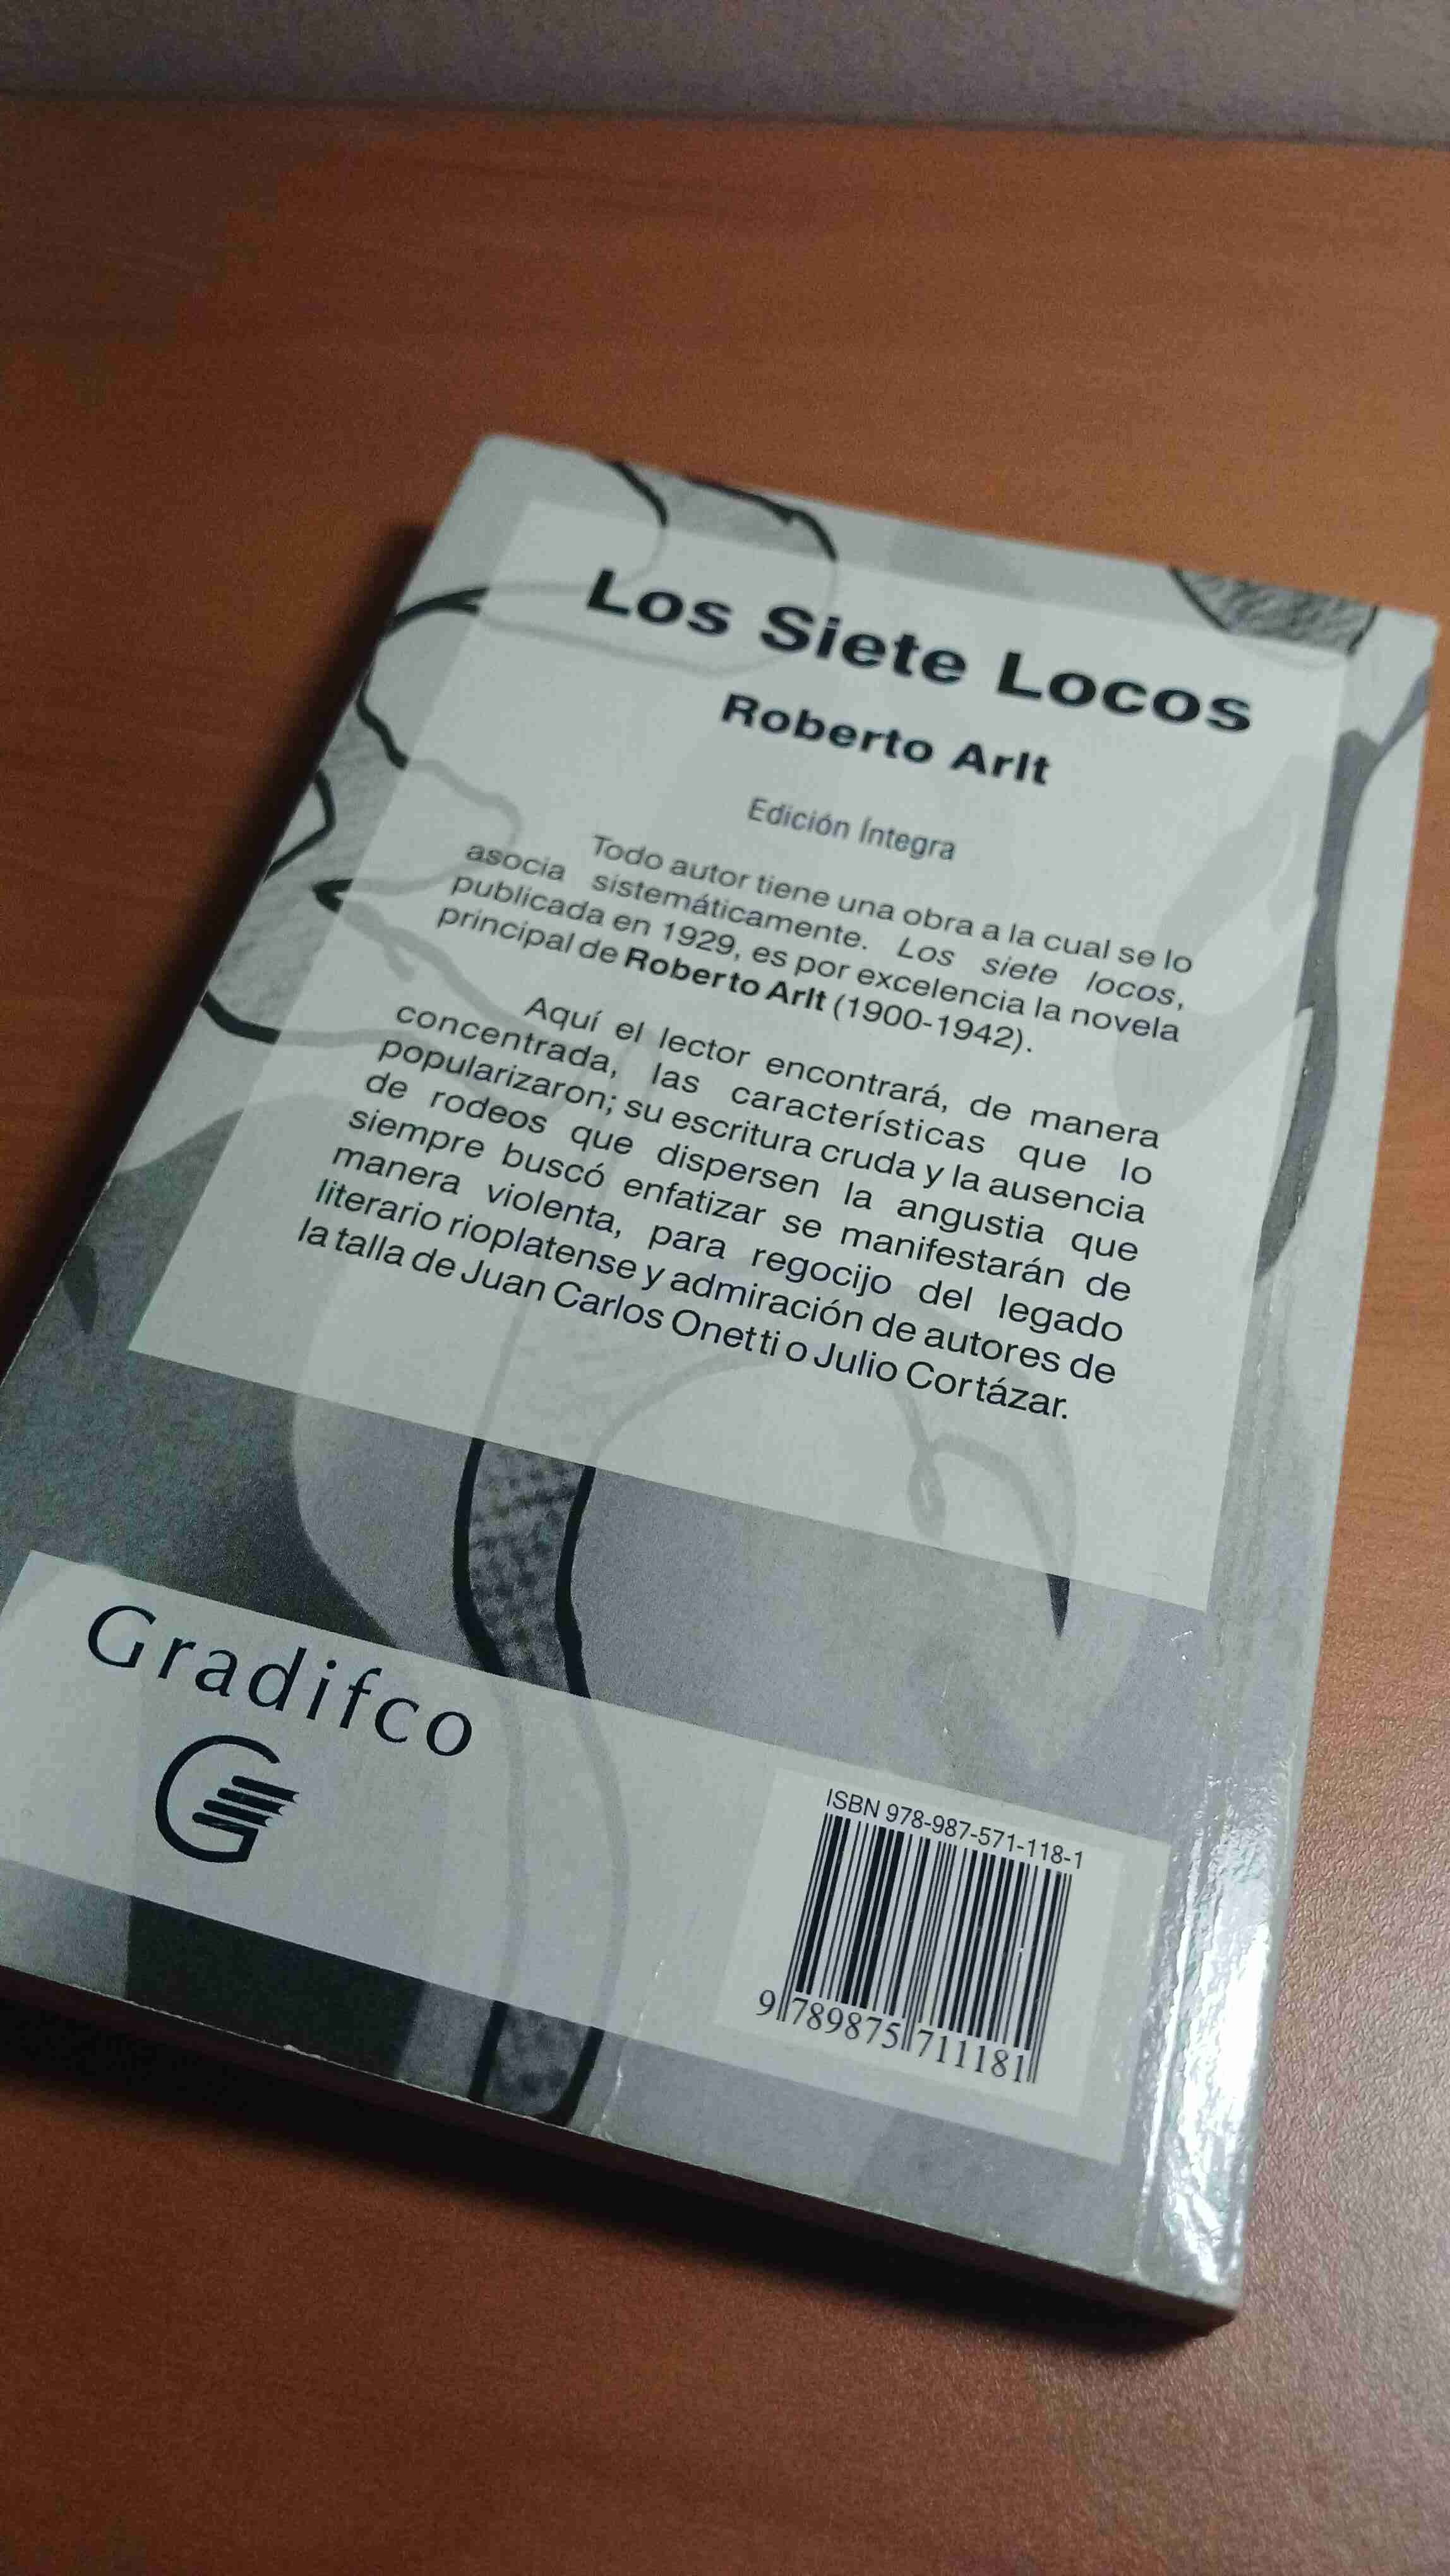 Los Siete Locos
Roberto Arlt
Edición Íntegra
Todo autor tiene una obra a la cual se lo
asocia sistemáticamente. Los siete locos,
publicada en 1929, es por excelencia la novela
principal de Roberto Arlt (1900-1942).
Aquí el lector encontrará, de manera
concentrada, las características que lo
popularizaron; su escritura cruda y la ausencia
de rodeos que dispersen la angustia que
siempre buscó enfatizar se manifestarán de
manera violenta, para regocijo del legado
literario rioplatense y admiración de autores de
la talla de Juan Carlos Onetti o Julio Cortázar.
Gradifco
G
ISBN 978-987-571-118-1
9 789875 711181